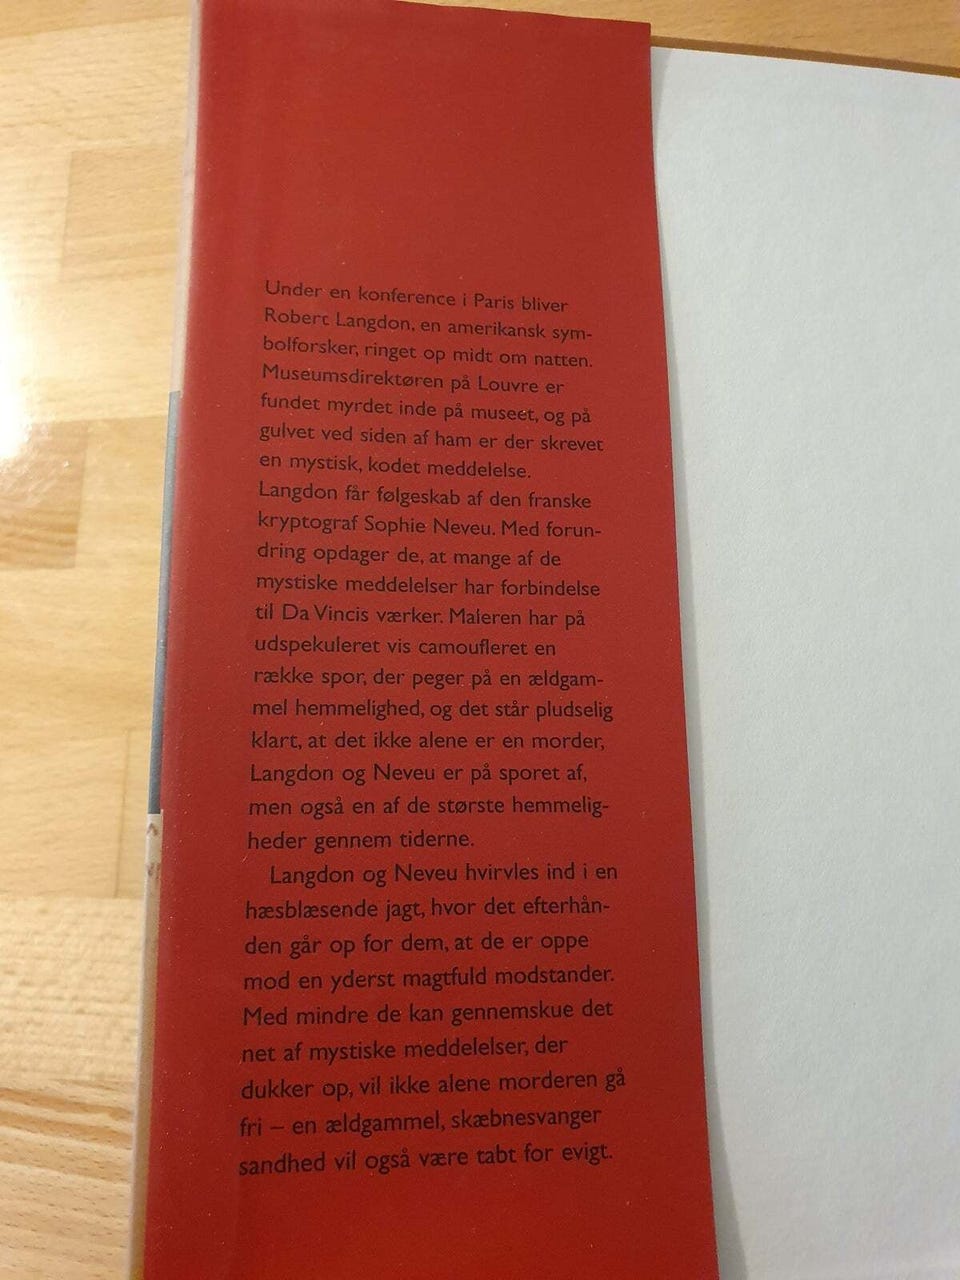 Under en konference i Paris bliver
Robert Langdon, en amerikansk sym-
bolforsker, ringet op midt om natten.
Museumsdirektøren på Louvre er
fundet myrdet inde på museet, og på
gulvet ved siden af ham er der skrevet
en mystisk, kodet meddelelse.
Langdon får følgeskab af den franske
kryptograf Sophie Neveu. Med forun-
dring opdager de, at mange af de
mystiske meddelelser har forbindelse
til Da Vincis værker. Maleren har på
udspekuleret vis camoufleret en
række spor, der peger på en ældgam-
mel hemmelighed, og det står pludselig
klart, at det ikke alene er en morder,
Langdon og Neveu er på sporet af,
men også en af de største hemmelig-
heder gennem tiderne.
Langdon og Neveu hvirvles ind i en
hæsblæsende jagt, hvor det efterhån-
den går op for dem, at de er oppe
mod en yderst magtfuld modstander.
Med mindre de kan gennemskue det
net af mystiske meddelelser, der
dukker op, vil ikke alene morderen gå
fri – en ældgammel, skæbnesvanger
sandhed vil også være tabt for evigt.